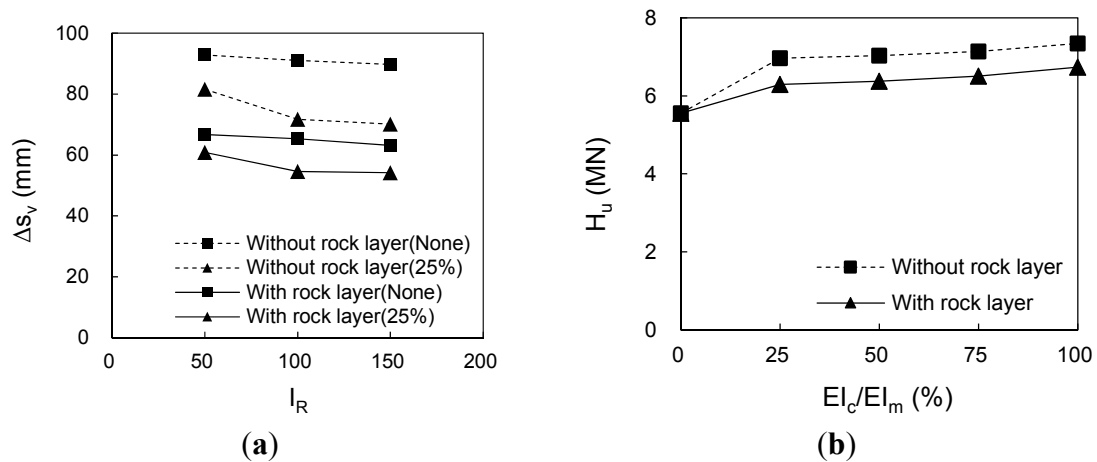 100
80
60
40
20
0
Δs_v (mm)
Without rock layer(None)
Without rock layer(25%)
With rock layer(None)
With rock layer(25%)
0 50 100 150 200
I_R
(a)
8
6
4
2
0
H_u (MN)
Without rock layer
With rock layer
0 25 50 75 100
EI_c/EI_m (%)
(b)